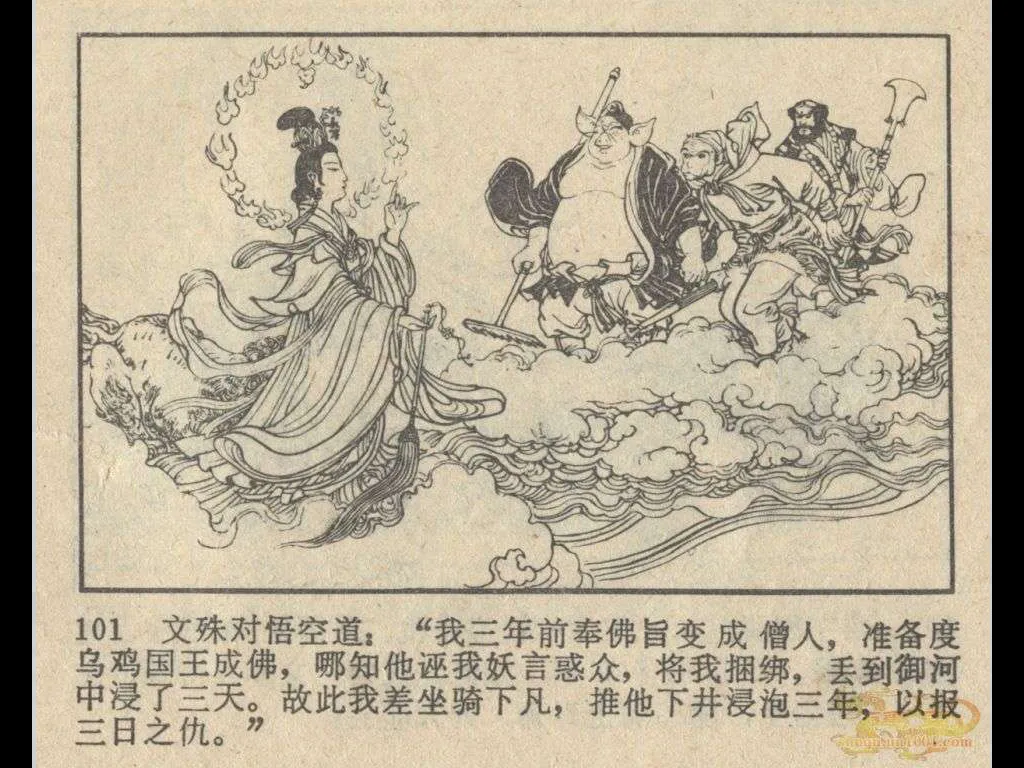 101 文殊对悟空道：“我三年前奉佛旨变成僧人，准备度
乌鸡国王成佛，哪知他诬我妖言惑众，将我捆绑，丢到御河
中浸了三天。故此我差坐骑下凡，推他下井浸泡三年，以报
三日之仇。”